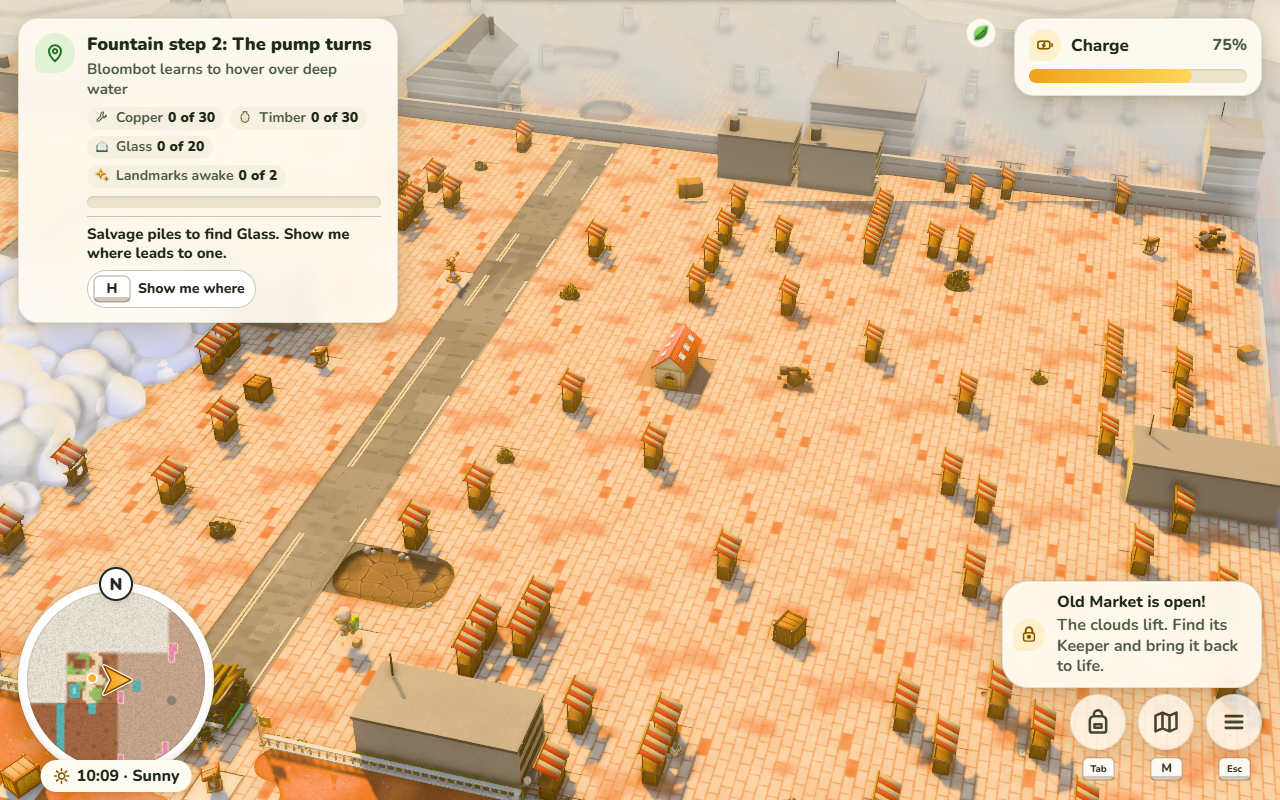 Fountain step 2: The pump turns
Bloombot learns to hover over deep
water
Copper 0 of 30 Timber 0 of 30
Glass 0 of 20
Landmarks awake 0 of 2
Salvage piles to find Glass. Show me
where leads to one.
H Show me where
Charge 75%
N
10:09 · Sunny
Old Market is open!
The clouds lift. Find its
Keeper and bring it back
to life.
Tab M Esc